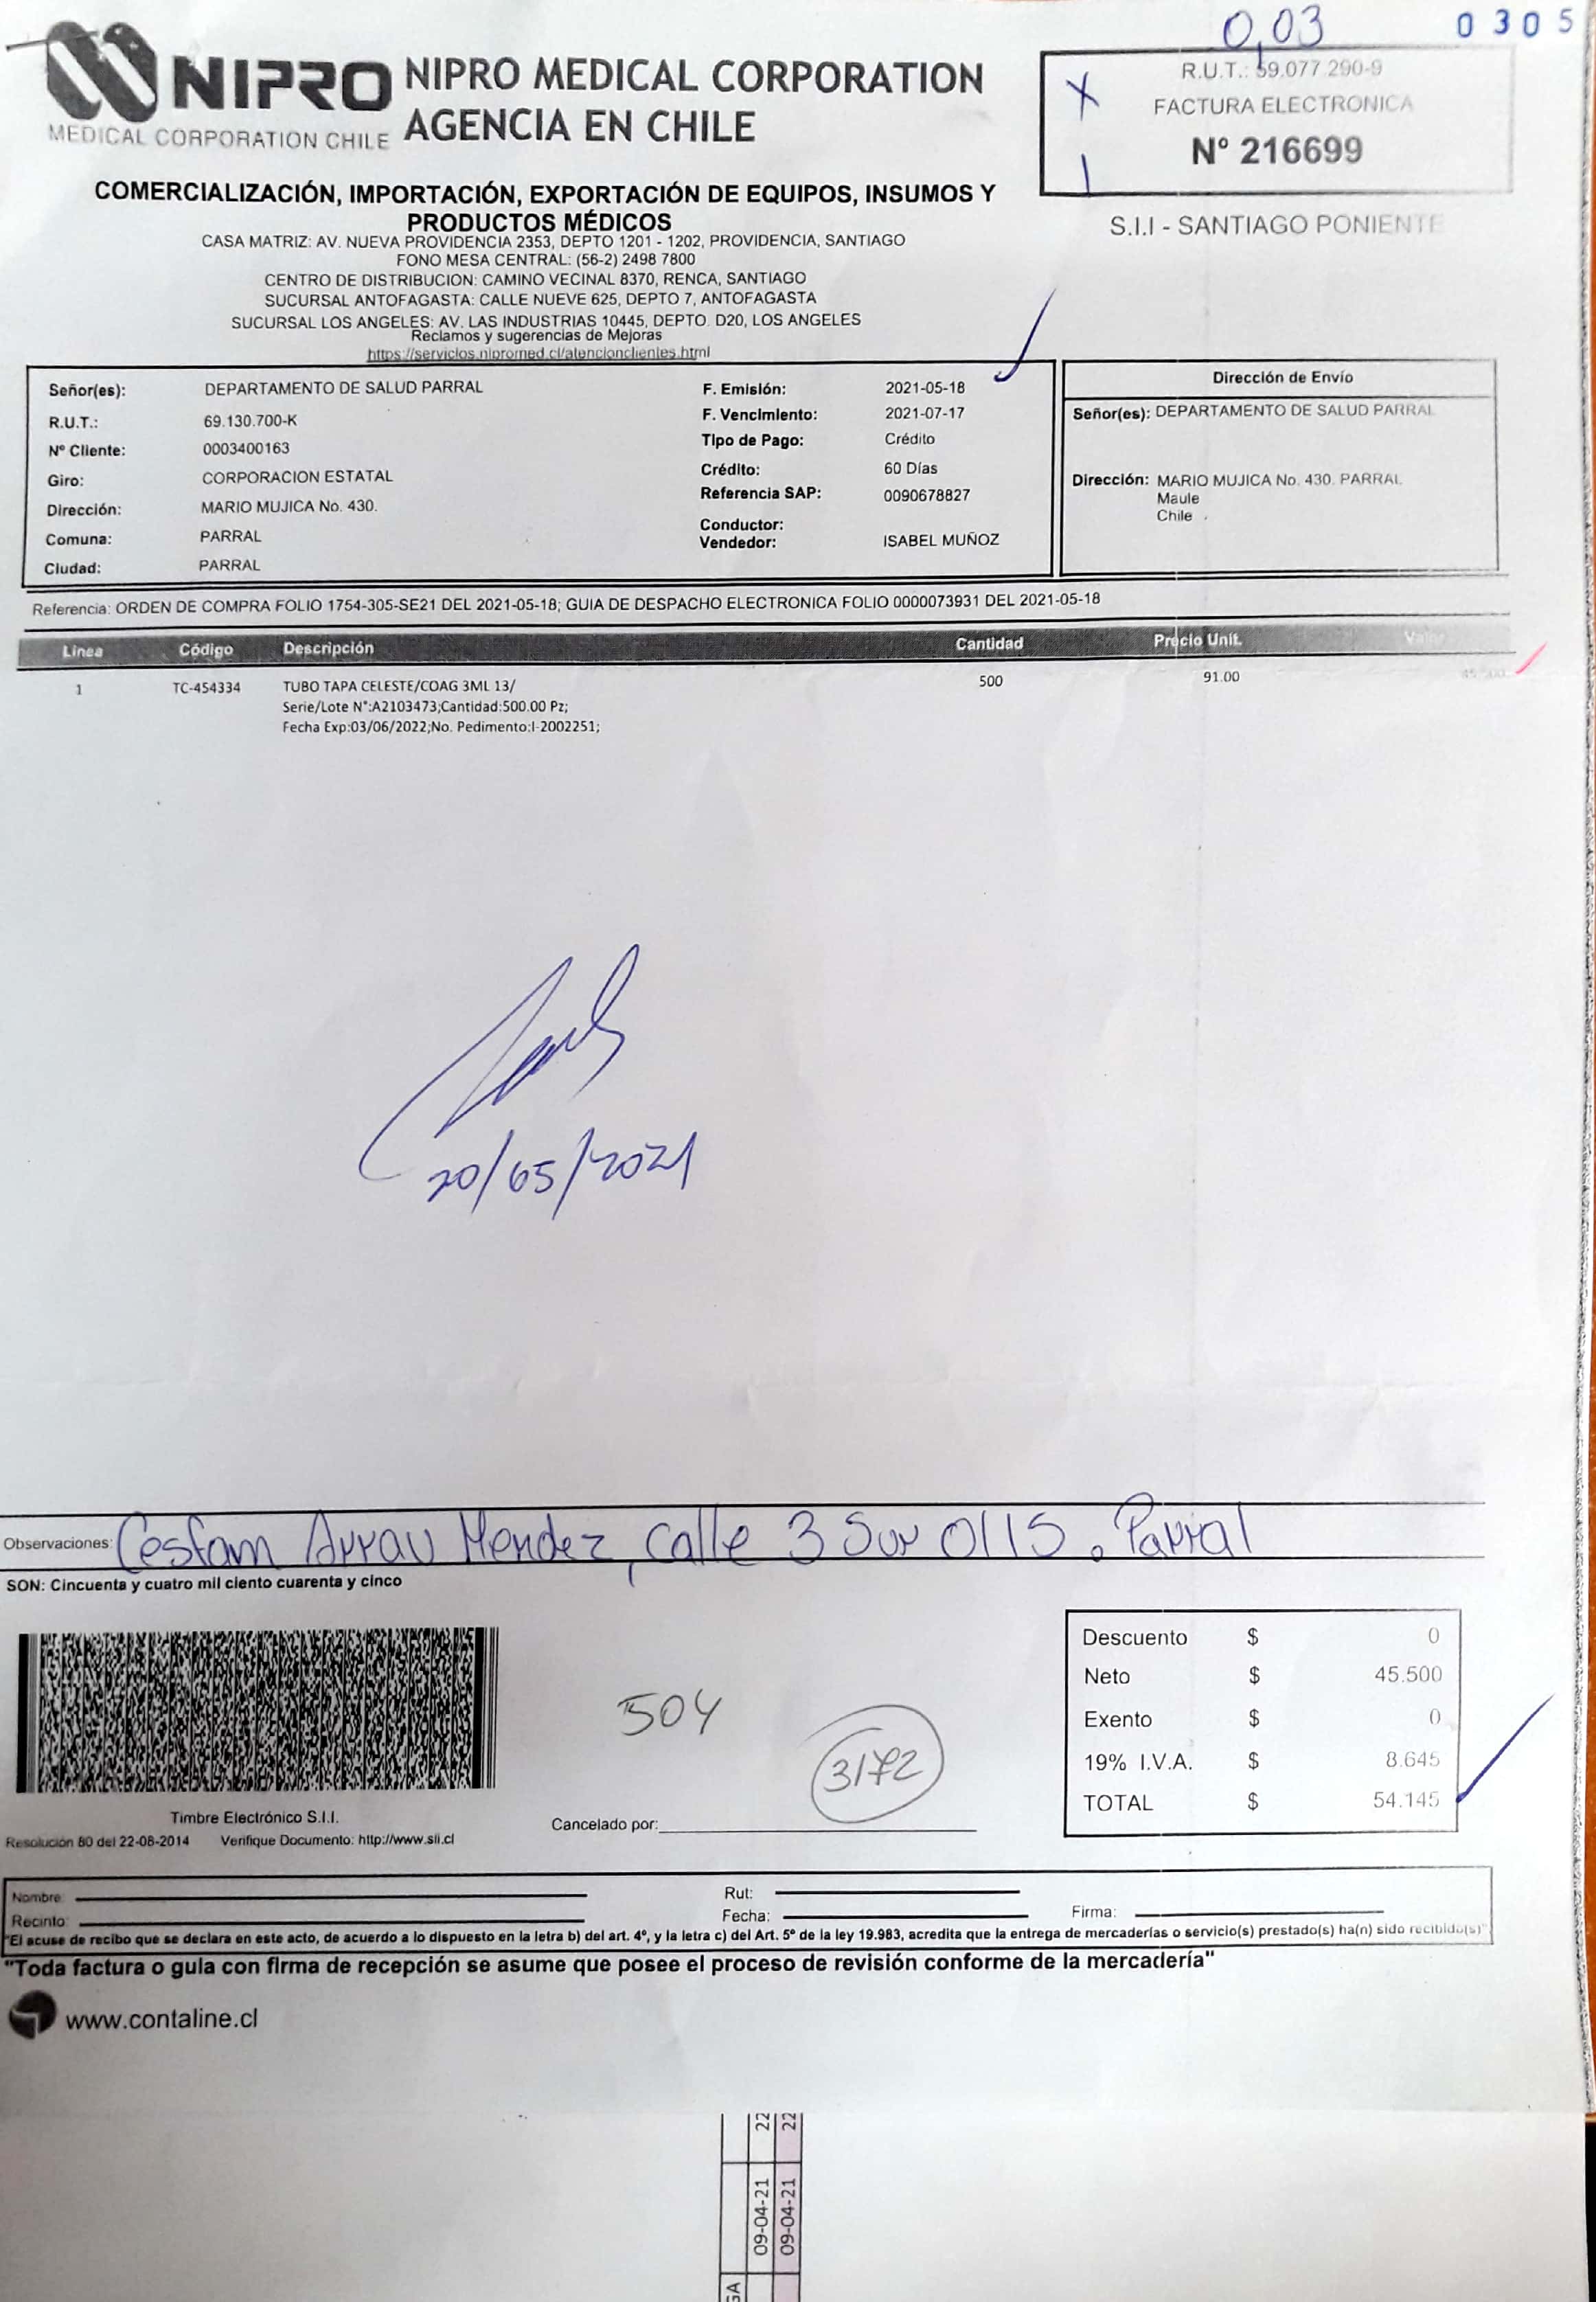 0,03
0305
NIPRO
MEDICAL CORPORATION CHILE
NIPRO MEDICAL CORPORATION
AGENCIA EN CHILE
R.U.T.: 59.077.290-9
FACTURA ELECTRONICA
N° 216699
S.I.I - SANTIAGO PONIENTE
COMERCIALIZACIÓN, IMPORTACIÓN, EXPORTACIÓN DE EQUIPOS, INSUMOS Y
PRODUCTOS MÉDICOS
CASA MATRIZ: AV. NUEVA PROVIDENCIA 2353, DEPTO 1201 - 1202, PROVIDENCIA, SANTIAGO
FONO MESA CENTRAL: (56-2) 2498 7800
CENTRO DE DISTRIBUCION: CAMINO VECINAL 8370, RENCA, SANTIAGO
SUCURSAL ANTOFAGASTA: CALLE NUEVE 625, DEPTO 7, ANTOFAGASTA
SUCURSAL LOS ANGELES: AV. LAS INDUSTRIAS 10445, DEPTO. D20, LOS ANGELES
Reclamos y sugerencias de Mejoras
https://servicios.nipromed.cl/atencionclientes.html
Señor(es): DEPARTAMENTO DE SALUD PARRAL
R.U.T.: 69.130.700-K
Nº Cliente: 0003400163
Giro: CORPORACION ESTATAL
Dirección: MARIO MUJICA No. 430.
Comuna: PARRAL
Ciudad: PARRAL
F. Emisión: 2021-05-18
F. Vencimiento: 2021-07-17
Tipo de Pago: Crédito
Crédito: 60 Días
Referencia SAP: 0090678827
Conductor:
Vendedor: ISABEL MUÑOZ
Dirección de Envío
Señor(es): DEPARTAMENTO DE SALUD PARRAL
Dirección: MARIO MUJICA No. 430. PARRAL
Maule
Chile
Referencia: ORDEN DE COMPRA FOLIO 1754-305-SE21 DEL 2021-05-18; GUIA DE DESPACHO ELECTRONICA FOLIO 0000073931 DEL 2021-05-18
Línea Código Descripción Cantidad Precio Unit. Valor
1 TC-454334 TUBO TAPA CELESTE/COAG 3ML 13/ 500 91.00 45.500
Serie/Lote N°:A2103473;Cantidad:500.00 Pz;
Fecha Exp:03/06/2022;No. Pedimento:I-2002251;
20/05/2021
Observaciones: Cesfam Arrau Mendez, calle 3 Sur 0115. Parral
SON: Cincuenta y cuatro mil ciento cuarenta y cinco
504
3172
Timbre Electrónico S.I.I.
Resolución 80 del 22-08-2014 Verifique Documento: http://www.sii.cl
Cancelado por:
Descuento $ 0
Neto $ 45.500
Exento $ 0
19% I.V.A. $ 8.645
TOTAL $ 54.145
Nombre:
Recinto:
Rut:
Fecha:
Firma:
"El acuse de recibo que se declara en este acto, de acuerdo a lo dispuesto en la letra b) del art. 4º, y la letra c) del Art. 5º de la ley 19.983, acredita que la entrega de mercaderías o servicio(s) prestado(s) ha(n) sido recibido(s)"
"Toda factura o guía con firma de recepción se asume que posee el proceso de revisión conforme de la mercadería"
www.contaline.cl
09-04-21 22
09-04-21 22